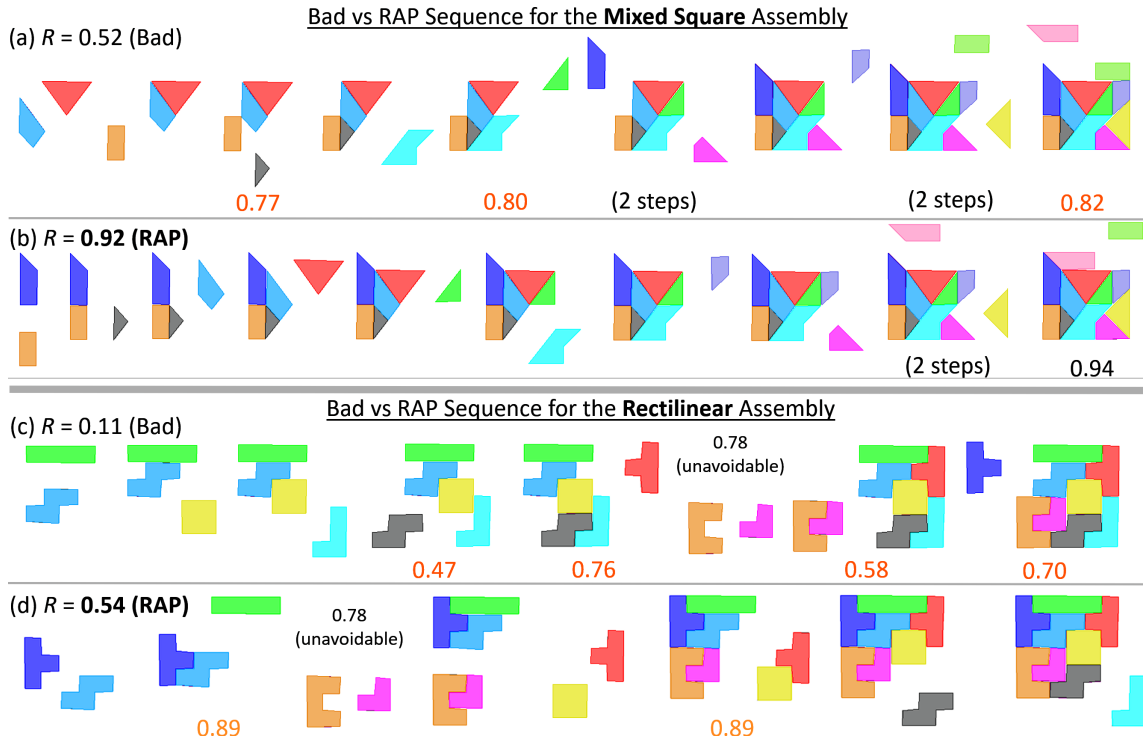 Bad vs RAP Sequence for the Mixed Square Assembly
(a) R = 0.52 (Bad)
0.77
0.80
(2 steps)
(2 steps)
0.82
(b) R = 0.92 (RAP)
(2 steps)
0.94
Bad vs RAP Sequence for the Rectilinear Assembly
(c) R = 0.11 (Bad)
0.78
(unavoidable)
0.47
0.76
0.58
0.70
(d) R = 0.54 (RAP)
0.78
(unavoidable)
0.89
0.89